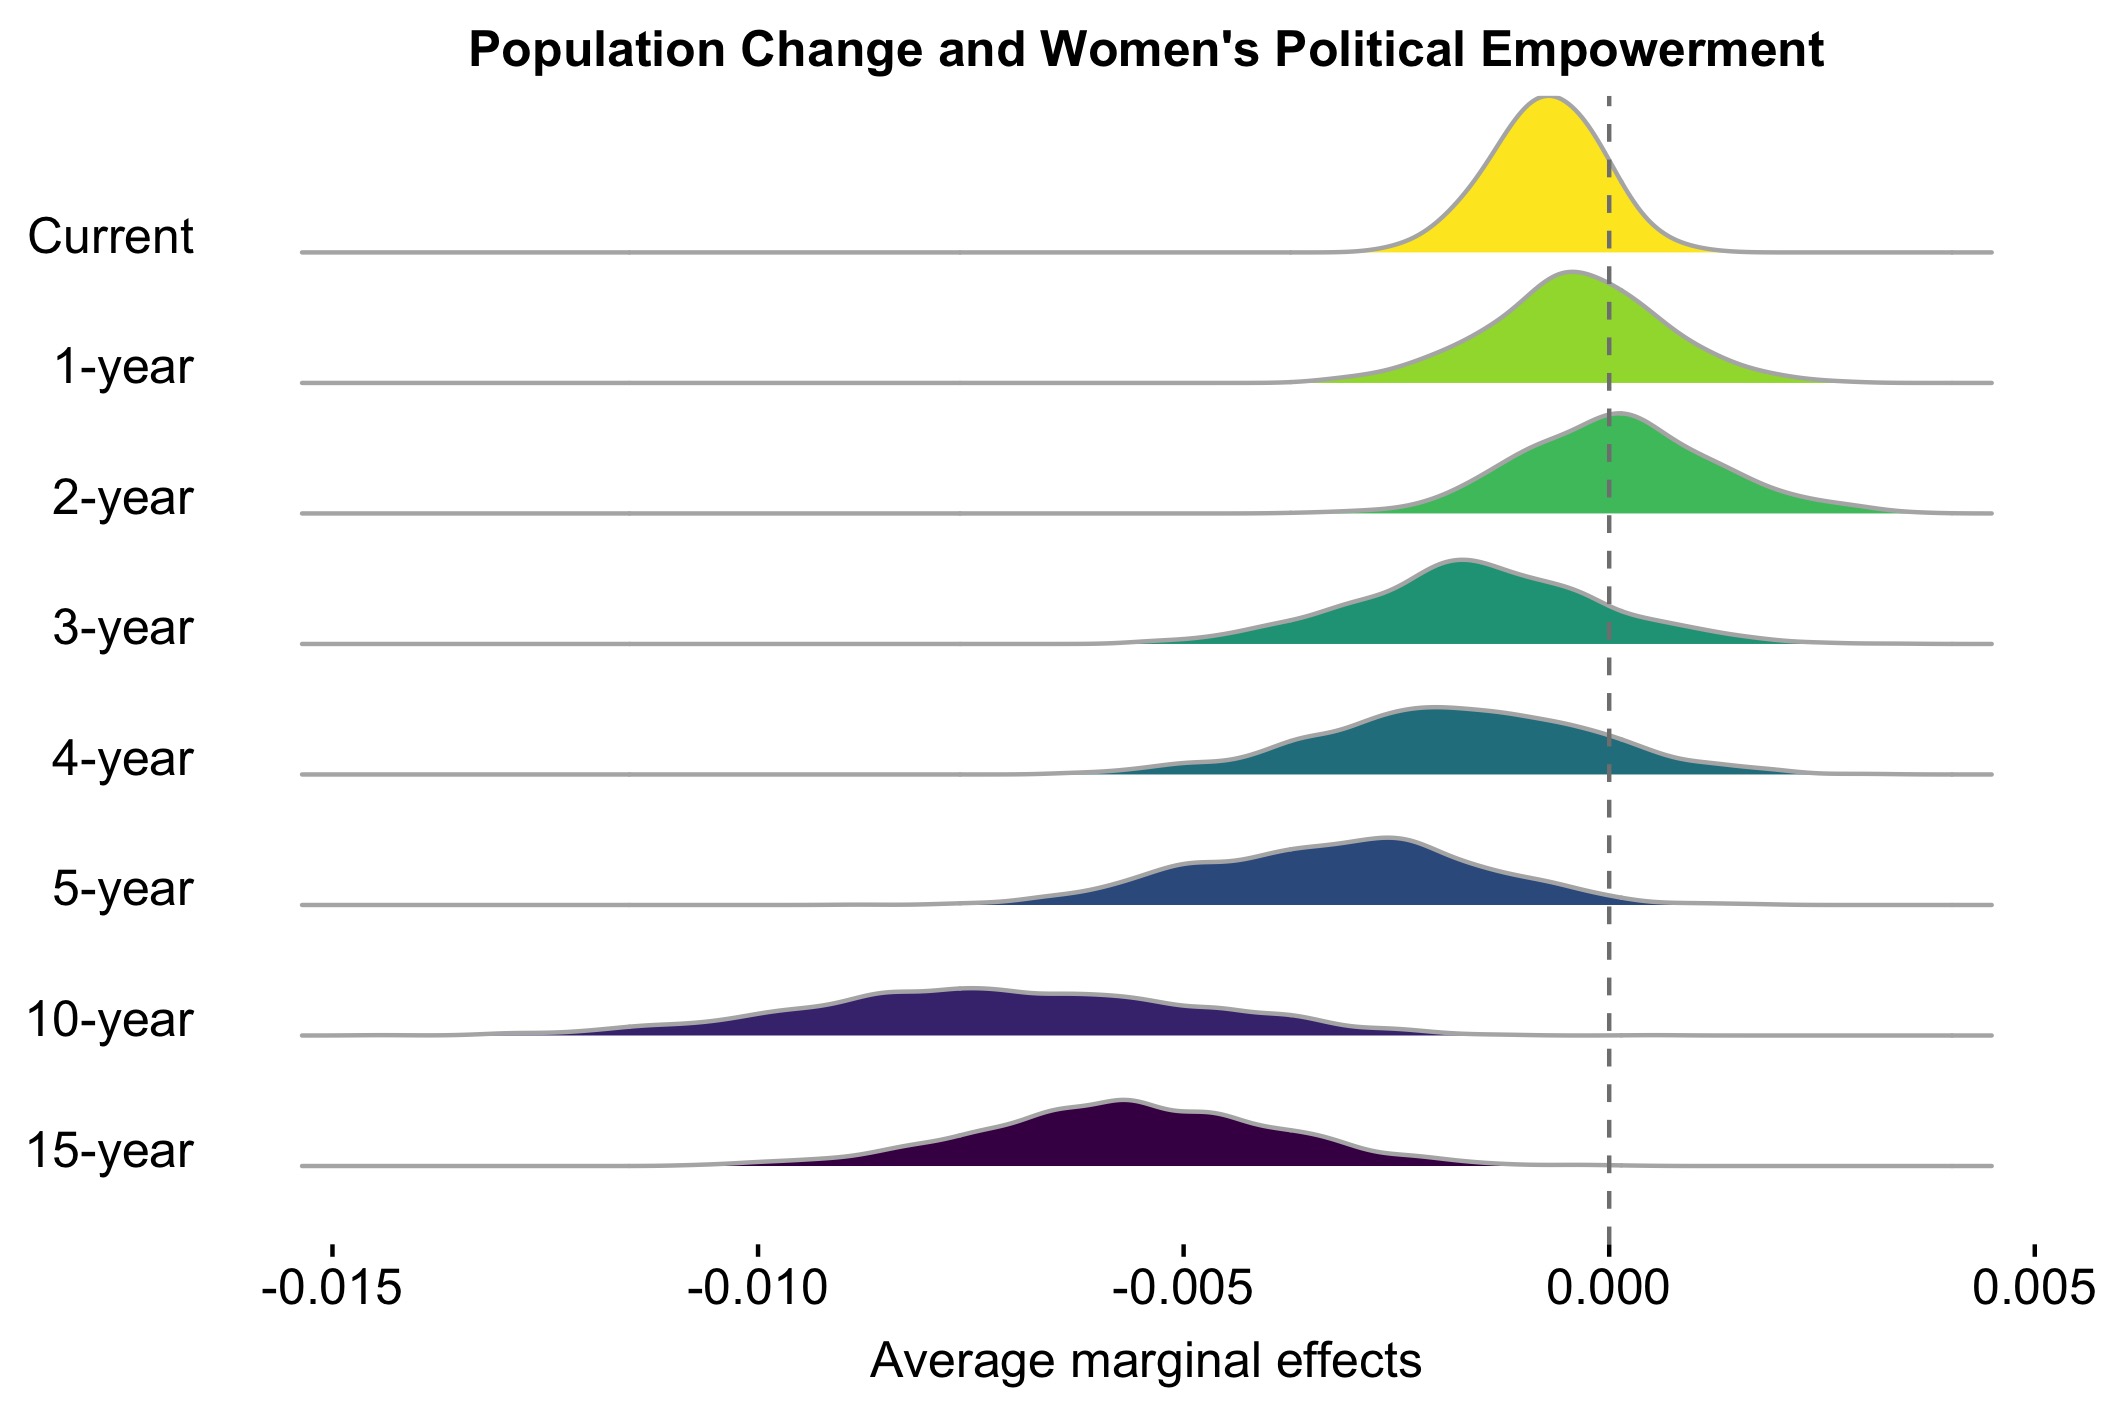 Population Change and Women's Political Empowerment
Current
1-year
2-year
3-year
4-year
5-year
10-year
15-year
-0.015 -0.010 -0.005 0.000 0.005
Average marginal effects